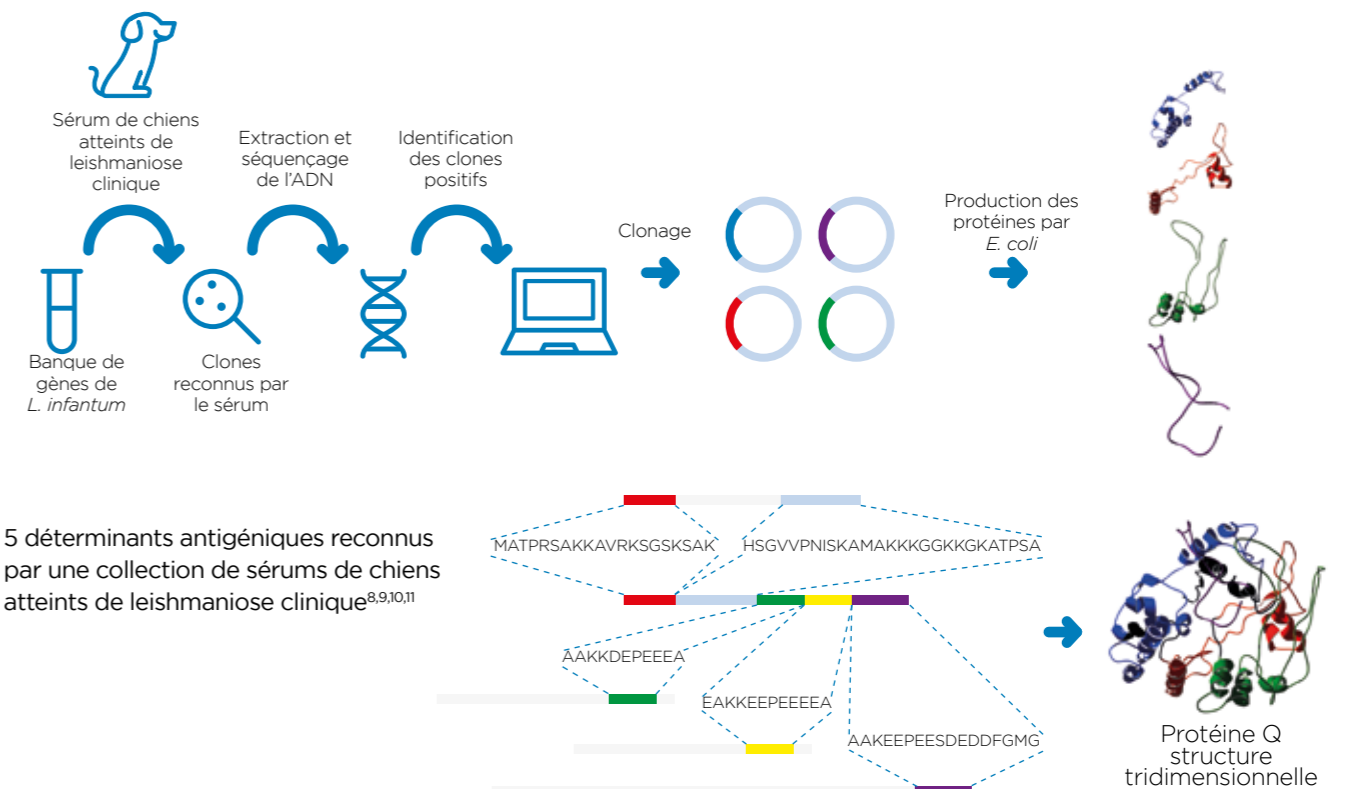 Sérum de chiens
atteints de
leishmaniose
clinique
Extraction et
séquençage
de l'ADN
Identification
des clones
positifs
Banque de
gènes de
L. infantum
Clones
reconnus par
le sérum
Clonage
Production des
protéines par
E. coli
5 déterminants antigéniques reconnus
par une collection de sérums de chiens
atteints de leishmaniose clinique8,9,10,11
MATPRSAKKAVRKSGSKSAK
HSGVVPNISKAMAKKKGGKKGKATPSA
AAKKDEPEEEA
EAKKEEPEEEEA
AAKEEPEESDEDDFGMG
Protéine Q
structure
tridimensionnelle